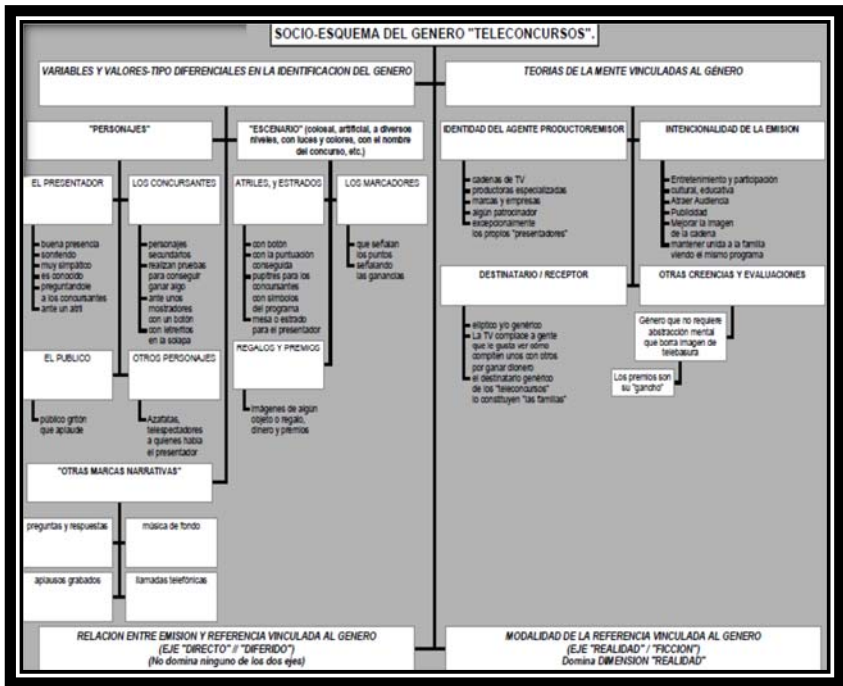 SOCIO-ESQUEMA DEL GENERO "TELECONCURSOS".
VARIABLES Y VALORES-TIPO DIFERENCIALES EN LA IDENTIFICACION DEL GENERO
"PERSONAJES"
"ESCENARIO" (colosal, artificial, a diversos
niveles, con luces y colores, con el nombre
del concurso, etc.)
EL PRESENTADOR
buena presencia
sonriendo
muy simpático
es conocido
preguntandole
a los concursantes
ante un atril
LOS CONCURSANTES
personajes
secundarios
realizan pruebas
para conseguir
ganar algo
ante unos
mostradores
con un botón
con letreritos
en la solapa
ATRILES, y ESTRADOS
con botón
con la puntuación
conseguida
pupitres para los
concursantes
con símbolos
del programa
mesa o estrado
para el presentador
LOS MARCADORES
que señalan
los puntos
señalando
las ganancias
EL PUBLICO
público gritón
que aplaude
OTROS PERSONAJES
Azafatas,
telespectadores
a quienes habla
el presentador
REGALOS Y PREMIOS
imágenes de algún
objeto o regalo,
dinero y premios
"OTRAS MARCAS NARRATIVAS"
preguntas y respuestas
música de fondo
aplausos grabados
llamadas telefónicas
TEORIAS DE LA MENTE VINCULADAS AL GÉNERO
IDENTIDAD DEL AGENTE PRODUCTOR/EMISOR
cadenas de TV
productoras especializadas
marcas y empresas
algún patrocinador
excepcionalmente
los propios "presentadores"
INTENCIONALIDAD DE LA EMISION
Entretenimiento y participación
cultural, educativa
Atraer Audiencia
Publicidad
Mejorar la imagen
de la cadena
mantener unida a la familia
viendo el mismo programa
DESTINATARIO / RECEPTOR
elíptico y/o genérico
La TV complace a gente
que le gusta ver cómo
compiten unos con otros
por ganar dionero
el destinatario genérico
de los "teleconcursos"
lo constituyen "las familias"
OTRAS CREENCIAS Y EVALUACIONES
Género que no requiere
abstracción mental
que borra imagen de
telebasura
Los premios son
su "gancho"
RELACION ENTRE EMISION Y REFERENCIA VINCULADA AL GENERO
(EJE "DIRECTO" // "DIFERIDO")
(No domina ninguno de los dos ejes)
MODALIDAD DE LA REFERENCIA VINCULADA AL GENERO
(EJE "REALIDAD" / "FICCION")
Domina DIMENSION "REALIDAD"